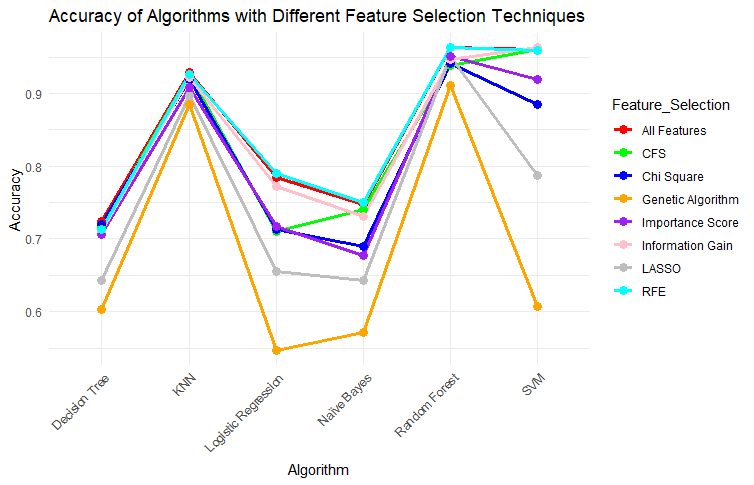 Accuracy of Algorithms with Different Feature Selection Techniques
Accuracy
0.9
0.8
0.7
0.6
Decision Tree
KNN
Logistic Regression
Naïve Bayes
Random Forest
SVM
Algorithm
Feature_Selection
All Features
CFS
Chi Square
Genetic Algorithm
Importance Score
Information Gain
LASSO
RFE